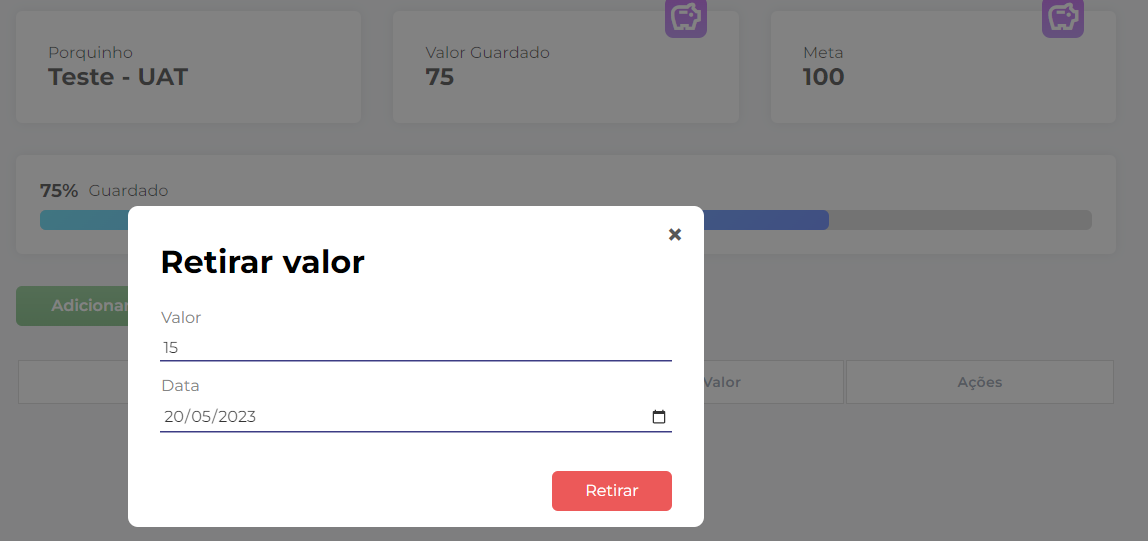 Porquinho
Teste - UAT
Valor Guardado
75
Meta
100
75% Guardado
Retirar valor
Valor
15
Data
20/05/2023
Retirar
Adicionar
Valor
Ações